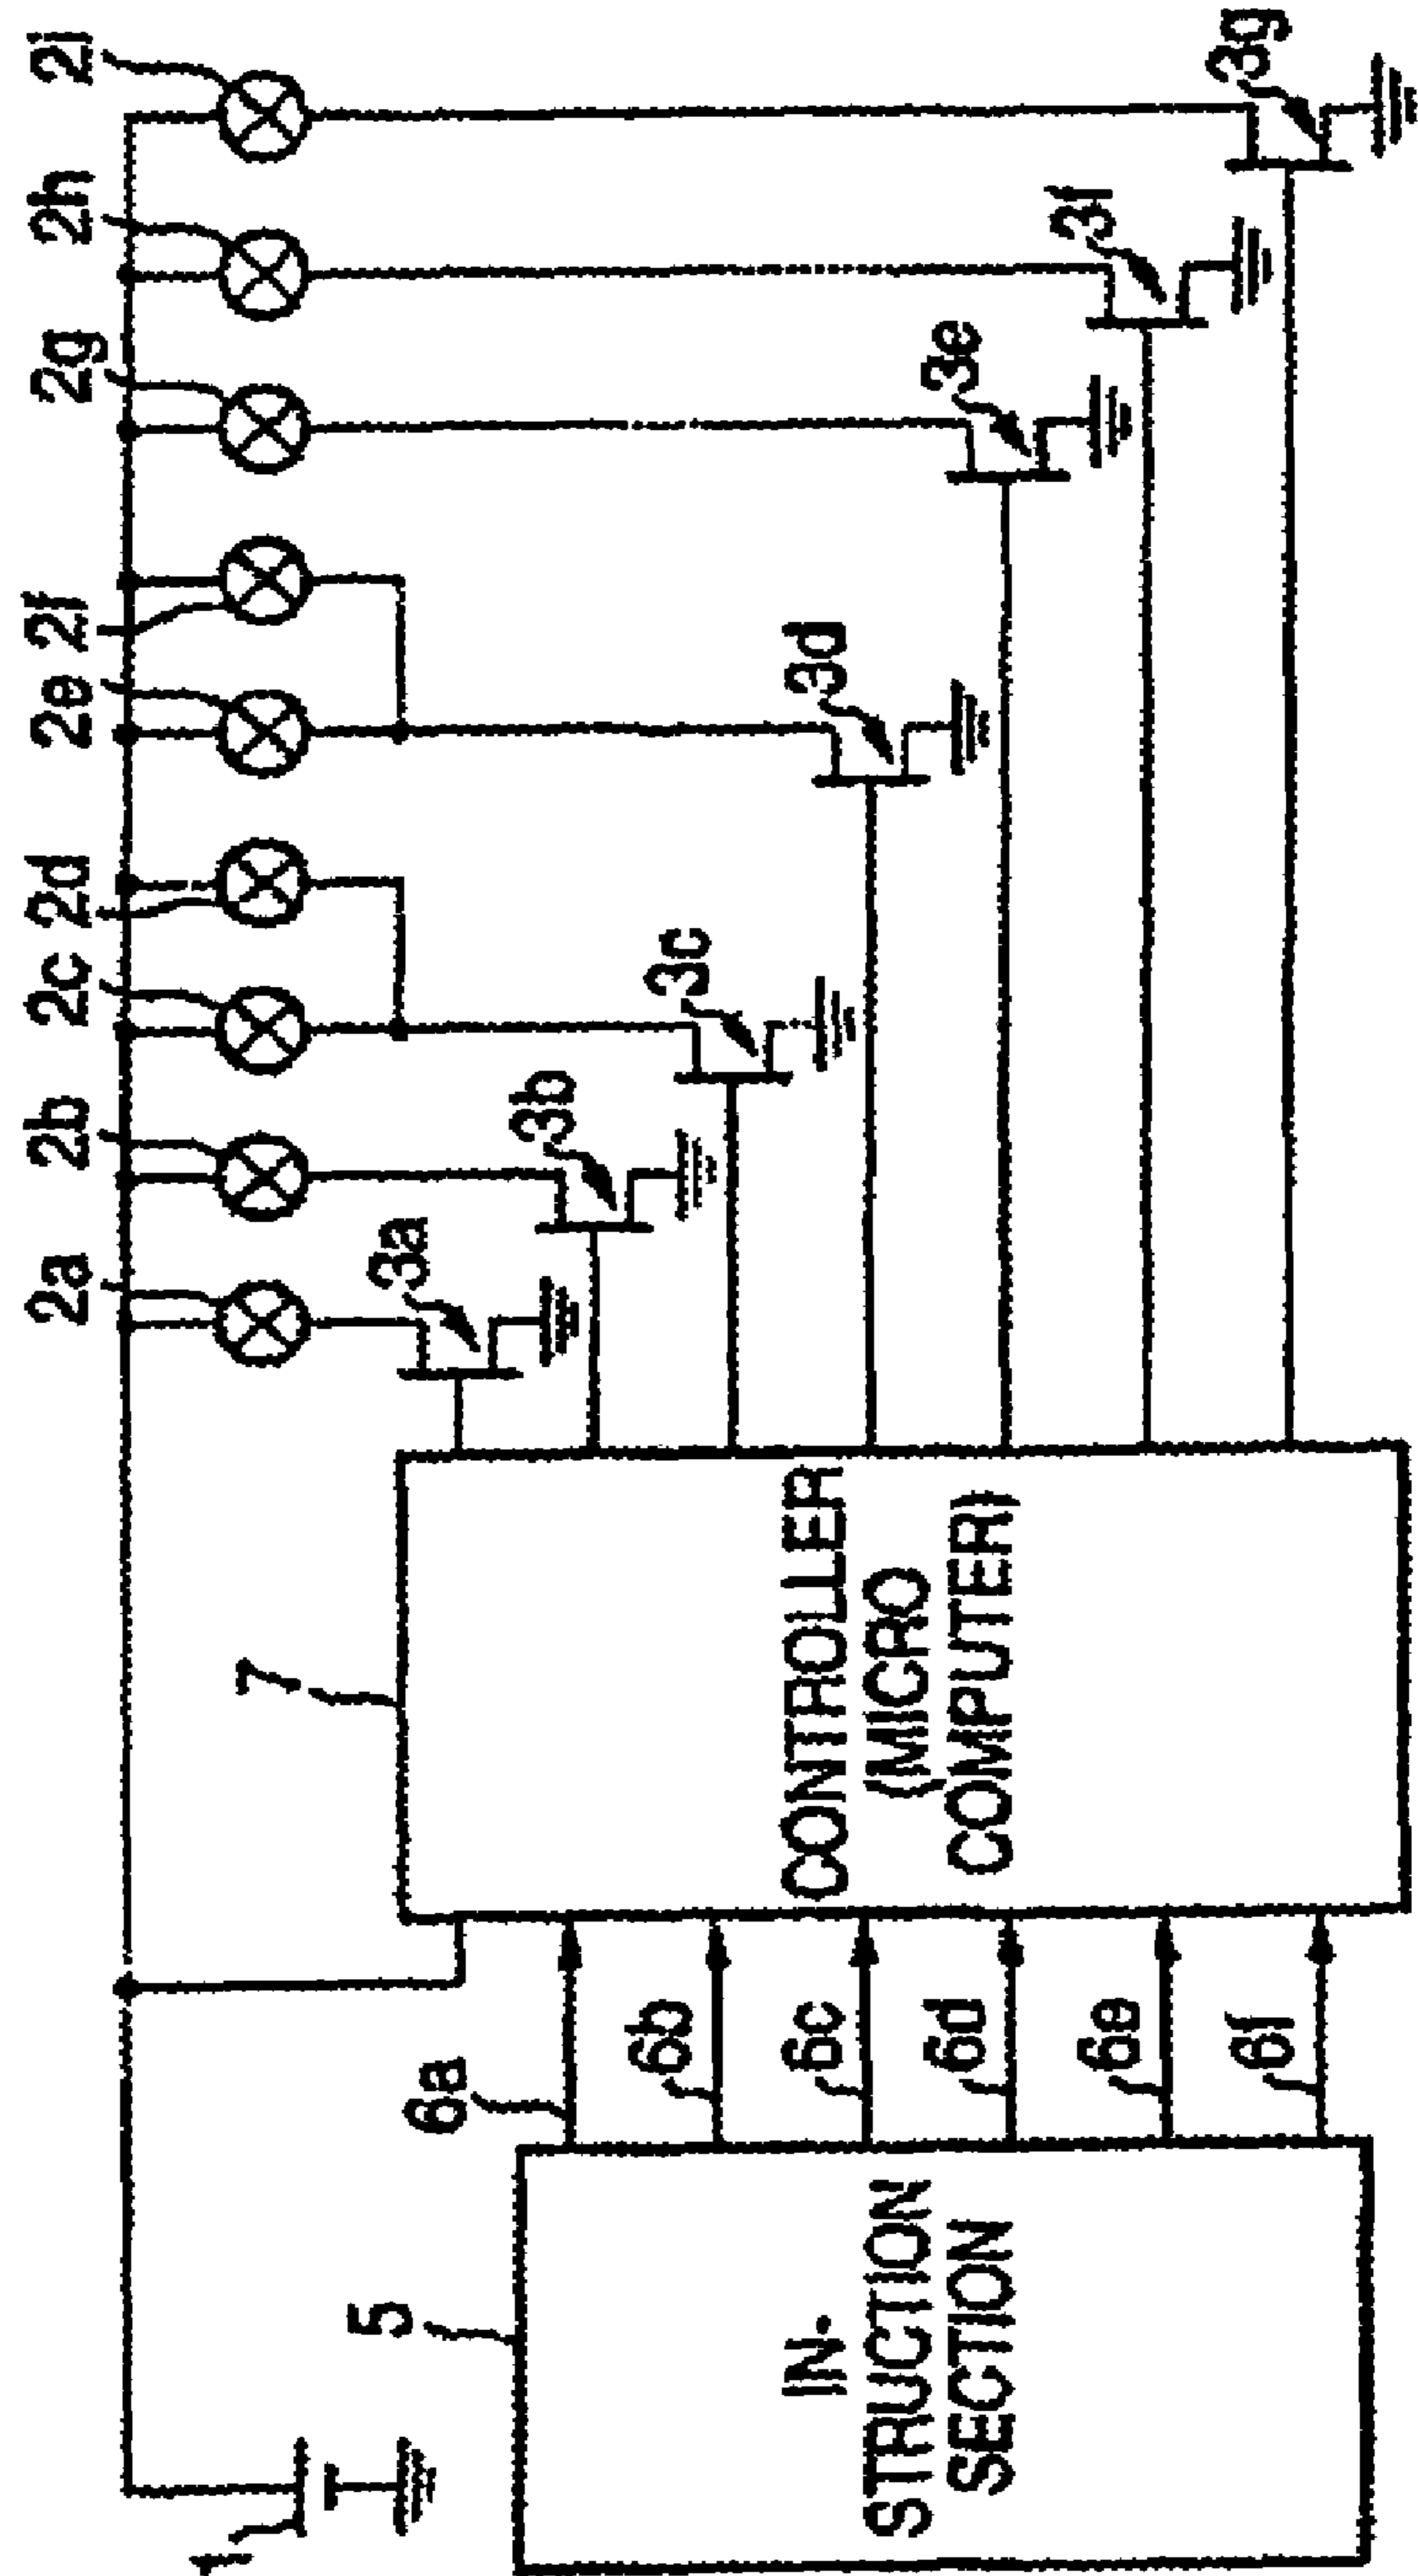 2a
2b
2c
2d
2e
2f
2g
2h
2i
1
7
3a
3b
3c
3d
3e
3f
3g
5
6a
6b
6c
6d
6e
6f
IN-
STRUCTION
SECTION
CONTROLLER
(MICRO
COMPUTER)